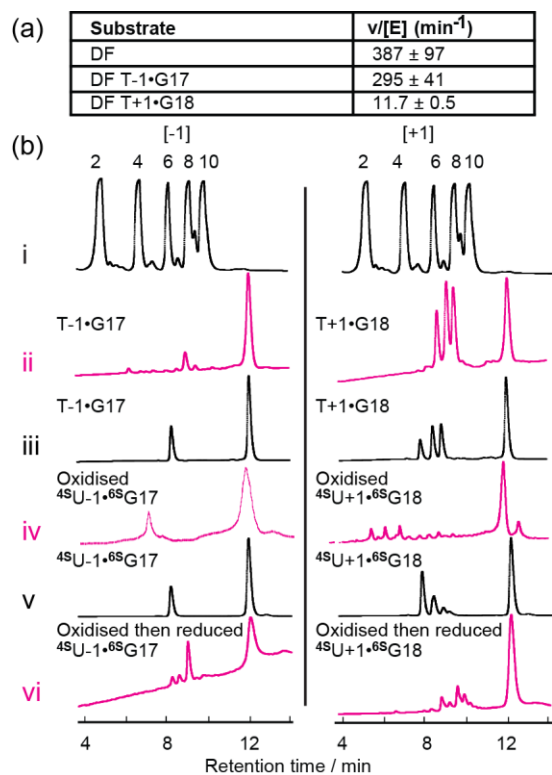 (a)
Substrate v/[E] (min⁻¹)
DF 387 ± 97
DF T-1•G17 295 ± 41
DF T+1•G18 11.7 ± 0.5
(b) [-1] [+1]
2 4 6 8 10 2 4 6 8 10
i
T-1•G17 T+1•G18
ii
T-1•G17 T+1•G18
iii
Oxidised Oxidised
⁴ˢU-1•⁶ˢG17 ⁴ˢU+1•⁶ˢG18
iv
⁴ˢU-1•⁶ˢG17 ⁴ˢU+1•⁶ˢG18
v
Oxidised then reduced Oxidised then reduced
⁴ˢU-1•⁶ˢG17 ⁴ˢU+1•⁶ˢG18
vi
4 8 12 4 8 12
Retention time / min